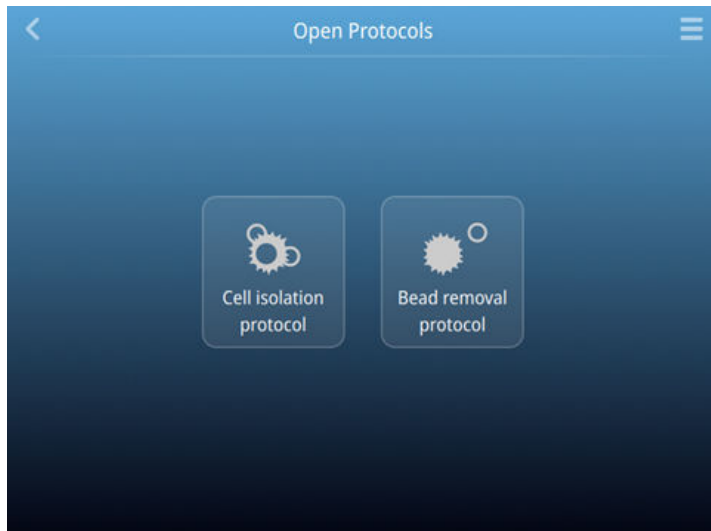 Open Protocols
Cell isolation
protocol
Bead removal
protocol